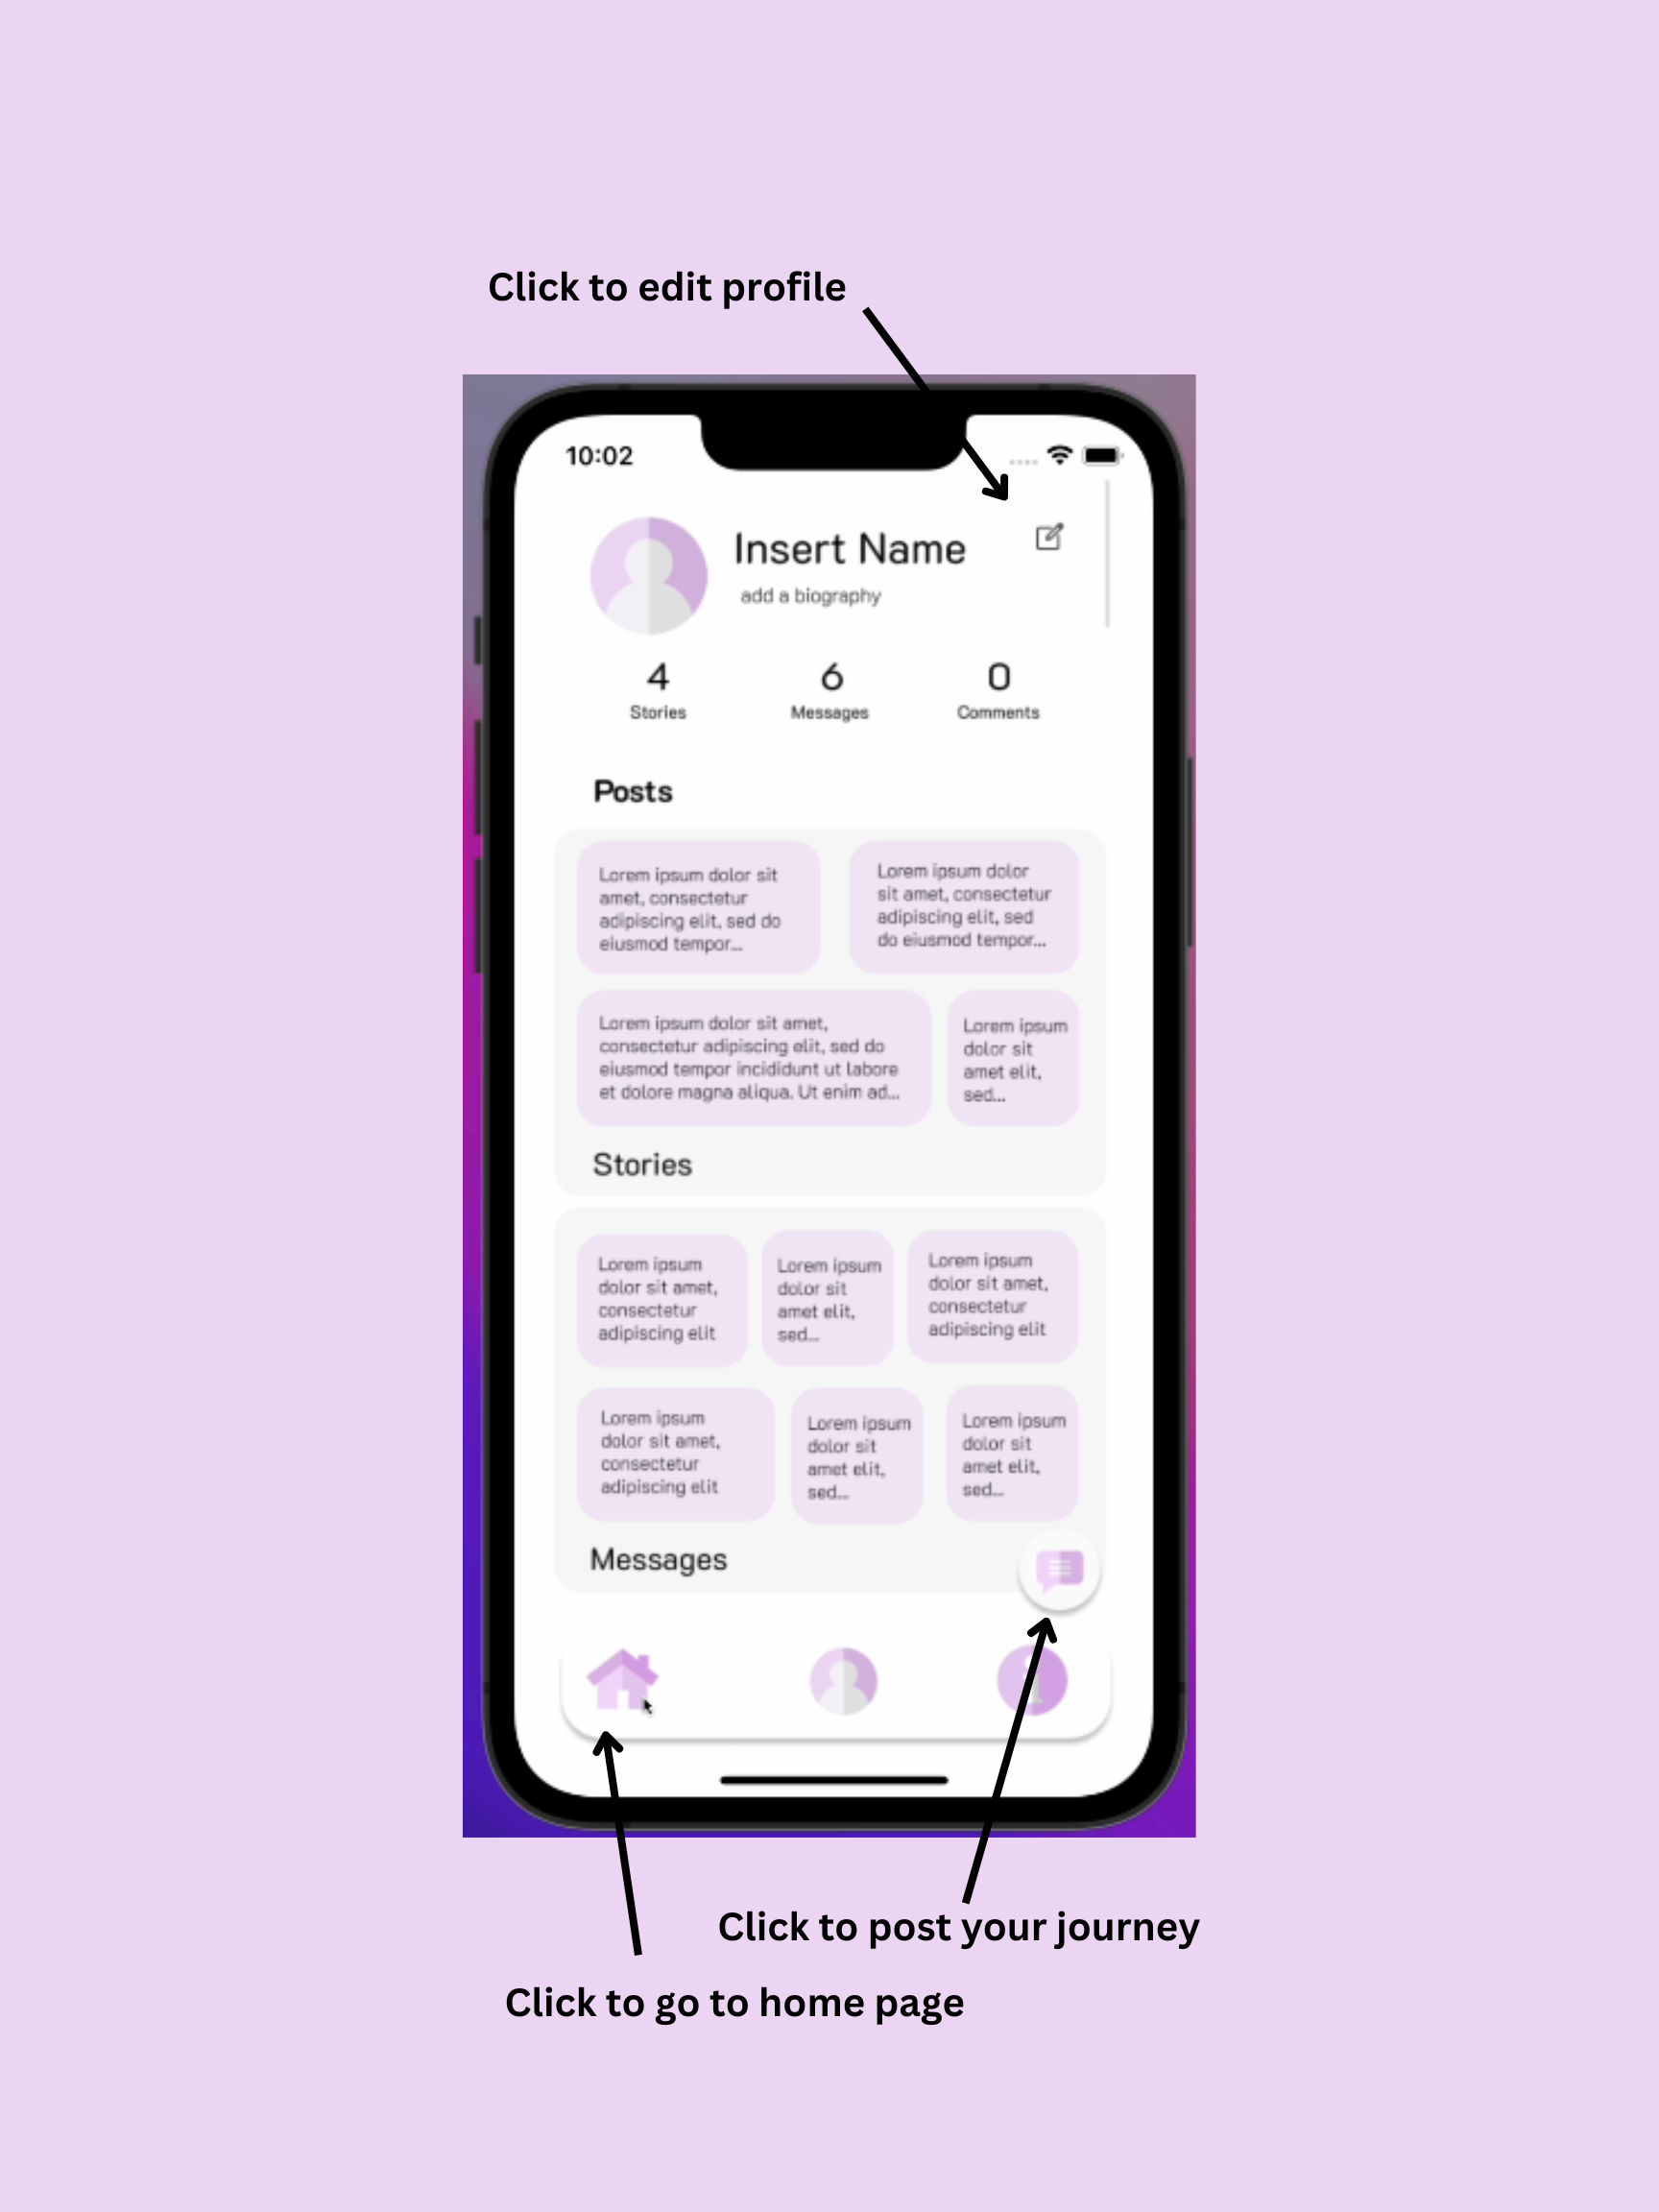 Click to edit profile
10:02
Insert Name
add a biography
4
Stories
6
Messages
0
Comments
Posts
Lorem ipsum dolor sit
amet, consectetur
adipiscing elit, sed do
eiusmod tempor...
Lorem ipsum dolor
sit amet, consectetur
adipiscing elit, sed
do eiusmod tempor...
Lorem ipsum dolor sit amet,
consectetur adipiscing elit, sed do
eiusmod tempor incididunt ut labore
et dolore magna aliqua. Ut enim ad...
Lorem ipsum
dolor sit
amet elit,
sed...
Stories
Lorem ipsum
dolor sit amet,
consectetur
adipiscing elit
Lorem ipsum
dolor sit
amet elit,
sed...
Lorem ipsum
dolor sit amet,
consectetur
adipiscing elit
Lorem ipsum
dolor sit amet,
consectetur
adipiscing elit
Lorem ipsum
dolor sit
amet elit,
sed...
Lorem ipsum
dolor sit
amet elit,
sed...
Messages
Click to post your journey
Click to go to home page